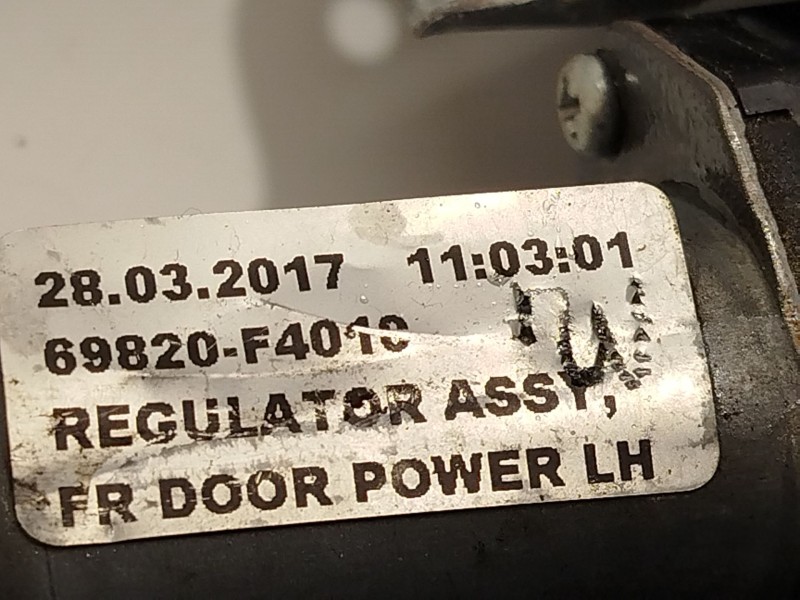 28.03.2017 11:03:01
69820-F4010
REGULATOR ASSY,
FR DOOR POWER LH